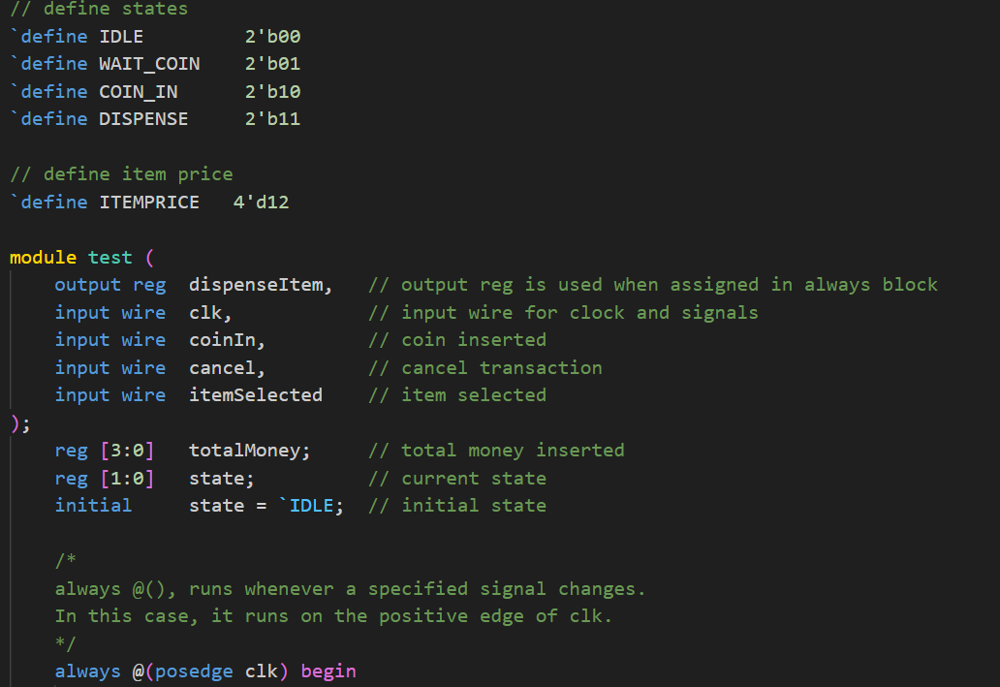 // define states
`define IDLE         2'b00
`define WAIT_COIN    2'b01
`define COIN_IN      2'b10
`define DISPENSE     2'b11
// define item price
`define ITEMPRICE   4'd12
module test (
    output reg  dispenseItem,   // output reg is used when assigned in always block
    input wire  clk,            // input wire for clock and signals
    input wire  coinIn,         // coin inserted
    input wire  cancel,         // cancel transaction
    input wire  itemSelected    // item selected
);
    reg [3:0]   totalMoney;     // total money inserted
    reg [1:0]   state;          // current state
    initial     state = `IDLE;  // initial state
    /*
    always @(), runs whenever a specified signal changes.
    In this case, it runs on the positive edge of clk.
    */
    always @(posedge clk) begin